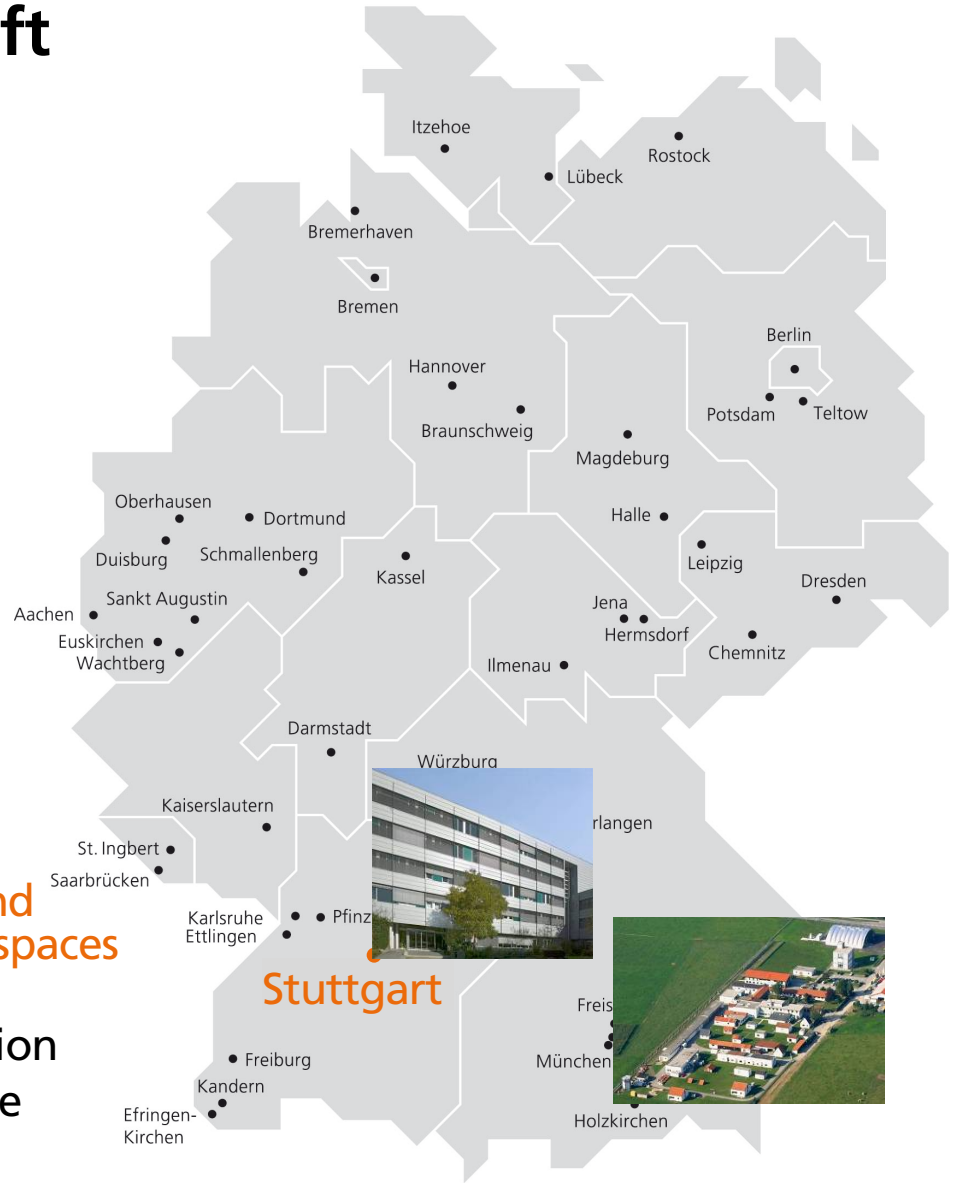 ft
Itzehoe
Rostock
Lübeck
Bremerhaven
Bremen
Berlin
Hannover
Potsdam
Teltow
Braunschweig
Magdeburg
Oberhausen
Dortmund
Halle
Duisburg
Schmallenberg
Kassel
Leipzig
Dresden
Sankt Augustin
Aachen
Jena
Euskirchen
Hermsdorf
Wachtberg
Chemnitz
Ilmenau
Darmstadt
Würzburg
Kaiserslautern
rlangen
St. Ingbert
Saarbrücken
nd
spaces
Karlsruhe
Pfinz
Ettlingen
Stuttgart
Freis
ion
München
Freiburg
e
Kandern
Efringen-
Kirchen
Holzkirchen